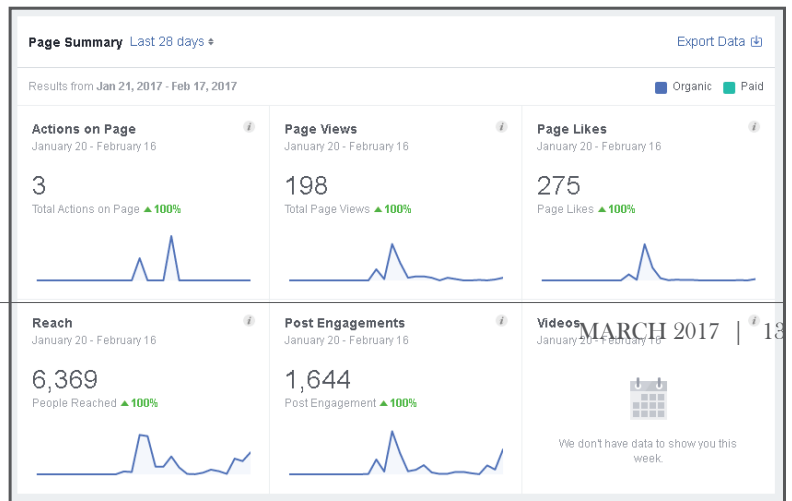 Page Summary Last 28 days
Export Data
Results from Jan 21, 2017 - Feb 17, 2017
Organic Paid
Actions on Page
January 20 - February 16
3
Total Actions on Page 100%
Page Views
January 20 - February 16
198
Total Page Views 100%
Page Likes
January 20 - February 16
275
Page Likes 100%
Reach
January 20 - February 16
6,369
People Reached 100%
Post Engagements
January 20 - February 16
1,644
Post Engagement 100%
Videos
January 20 - February 16
MARCH 2017 | 13
We don't have data to show you this
week.